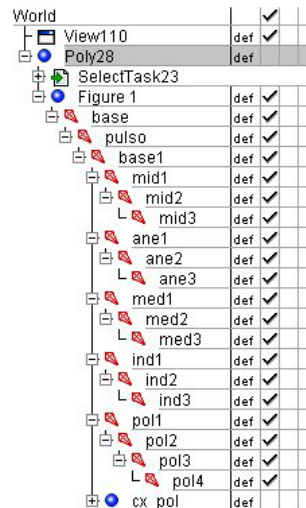 World
View110 def
Poly28 def
SelectTask23
Figure 1 def
base def
pulso def
base1 def
mid1 def
mid2 def
mid3 def
ane1 def
ane2 def
ane3 def
med1 def
med2 def
med3 def
ind1 def
ind2 def
ind3 def
pol1 def
pol2 def
pol3 def
pol4 def
cx_pol def